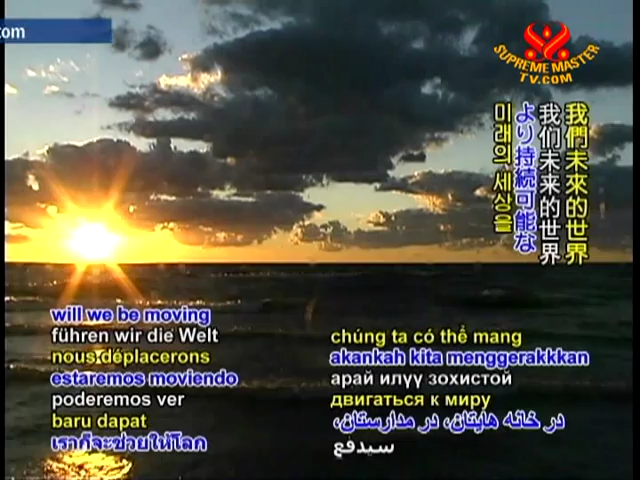 tom
SUPREME MASTER
TV.COM
我們未來的世界
我们未来的世界
より持続可能な
미래의 세상을
will we be moving
führen wir die Welt
nous déplacerons
estaremos moviendo
poderemos ver
baru dapat
เราก็จะช่วยให้โลก
chúng ta có thể mang
akankah kita menggerakkkan
арай илүү зохистой
двигаться к миру
در خانه هایتان، در مدارستان،
سيدفع